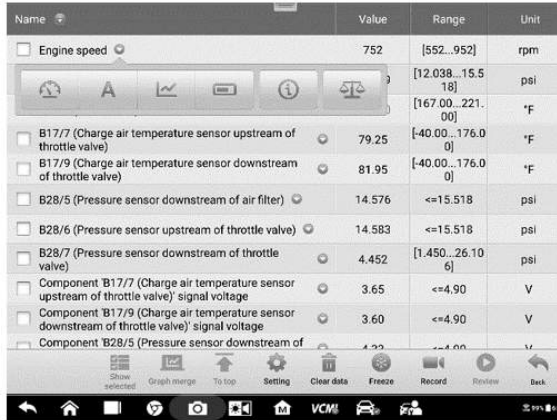 Name Value Range Unit
Engine speed 752 [552...952] rpm
[12.038...15.5
18] psi
[167.00...221.
00] °F
B17/7 (Charge air temperature sensor upstream of
throttle valve) 79.25 [-40.00...176.0
0] °F
B17/9 (Charge air temperature sensor downstream
of throttle valve) 81.95 [-40.00...176.0
0] °F
B28/5 (Pressure sensor downstream of air filter) 14.576 <=15.518 psi
B28/6 (Pressure sensor upstream of throttle valve) 14.583 <=15.518 psi
B28/7 (Pressure sensor downstream of throttle
valve) 4.452 [1.450...26.10
6] psi
Component 'B17/7 (Charge air temperature sensor
upstream of throttle valve)' signal voltage 3.65 <=4.90 V
Component 'B17/9 (Charge air temperature sensor
downstream of throttle valve)' signal voltage 3.60 <=4.90 V
Component 'B28/5 (Pressure sensor downstream of
Show
selected
Graph merge
To top
Setting
Clear data
Freeze
Record
Review
Back
A
M
VCMI